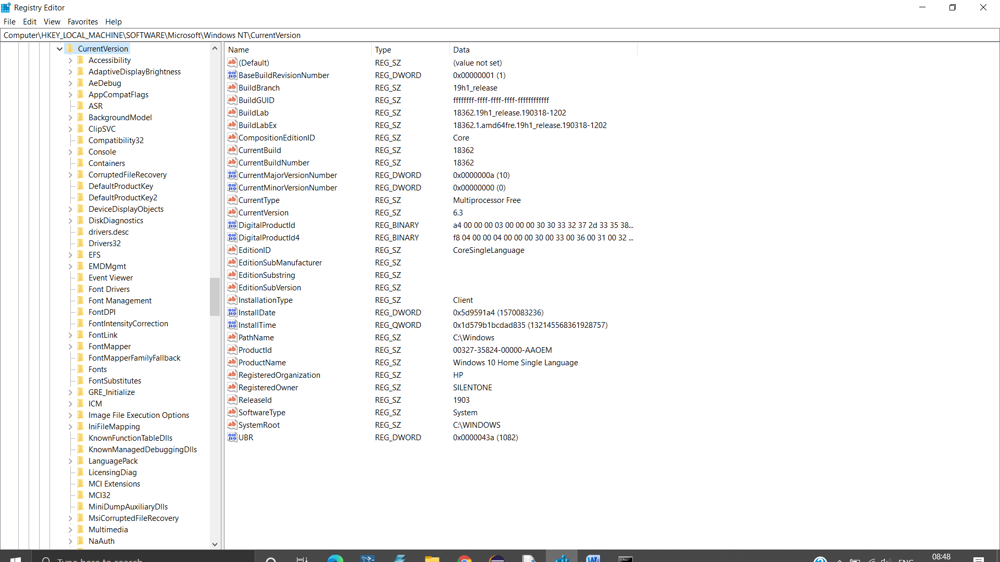 Registry Editor
File Edit View Favorites Help
Computer\HKEY_LOCAL_MACHINE\SOFTWARE\Microsoft\Windows NT\CurrentVersion
CurrentVersion
Accessibility
AdaptiveDisplayBrightness
AeDebug
AppCompatFlags
ASR
BackgroundModel
ClipSVC
Compatibility32
Console
Containers
CorruptedFileRecovery
DefaultProductKey
DefaultProductKey2
DeviceDisplayObjects
DiskDiagnostics
drivers.desc
Drivers32
EFS
EMDMgmt
Event Viewer
Font Drivers
Font Management
FontDPI
FontIntensityCorrection
FontLink
FontMapper
FontMapperFamilyFallback
Fonts
FontSubstitutes
GRE_Initialize
ICM
Image File Execution Options
IniFileMapping
KnownFunctionTableDlls
KnownManagedDebuggingDlls
LanguagePack
LicensingDiag
MCI Extensions
MCI32
MiniDumpAuxiliaryDlls
MsiCorruptedFileRecovery
Multimedia
NaAuth
Name Type Data
(Default) REG_SZ (value not set)
BaseBuildRevisionNumber REG_DWORD 0x00000001 (1)
BuildBranch REG_SZ 19h1_release
BuildGUID REG_SZ ffffffff-ffff-ffff-ffff-ffffffffffff
BuildLab REG_SZ 18362.19h1_release.190318-1202
BuildLabEx REG_SZ 18362.1.amd64fre.19h1_release.190318-1202
CompositionEditionID REG_SZ Core
CurrentBuild REG_SZ 18362
CurrentBuildNumber REG_SZ 18362
CurrentMajorVersionNumber REG_DWORD 0x0000000a (10)
CurrentMinorVersionNumber REG_DWORD 0x00000000 (0)
CurrentType REG_SZ Multiprocessor Free
CurrentVersion REG_SZ 6.3
DigitalProductId REG_BINARY a4 00 00 00 03 00 00 00 30 30 33 32 37 2d 33 35 38...
DigitalProductId4 REG_BINARY f8 04 00 00 04 00 00 00 30 00 33 00 36 00 31 00 32 ...
EditionID REG_SZ CoreSingleLanguage
EditionSubManufacturer REG_SZ
EditionSubstring REG_SZ
EditionSubVersion REG_SZ
InstallationType REG_SZ Client
InstallDate REG_DWORD 0x5d9591a4 (1570083236)
InstallTime REG_QWORD 0x1d579b1bcdad835 (132145568361928757)
PathName REG_SZ C:\Windows
ProductId REG_SZ 00327-35824-00000-AAOEM
ProductName REG_SZ Windows 10 Home Single Language
RegisteredOrganization REG_SZ HP
RegisteredOwner REG_SZ SILENTONE
ReleaseId REG_SZ 1903
SoftwareType REG_SZ System
SystemRoot REG_SZ C:\WINDOWS
UBR REG_DWORD 0x0000043a (1082)
Type here to search
ENG
08:48